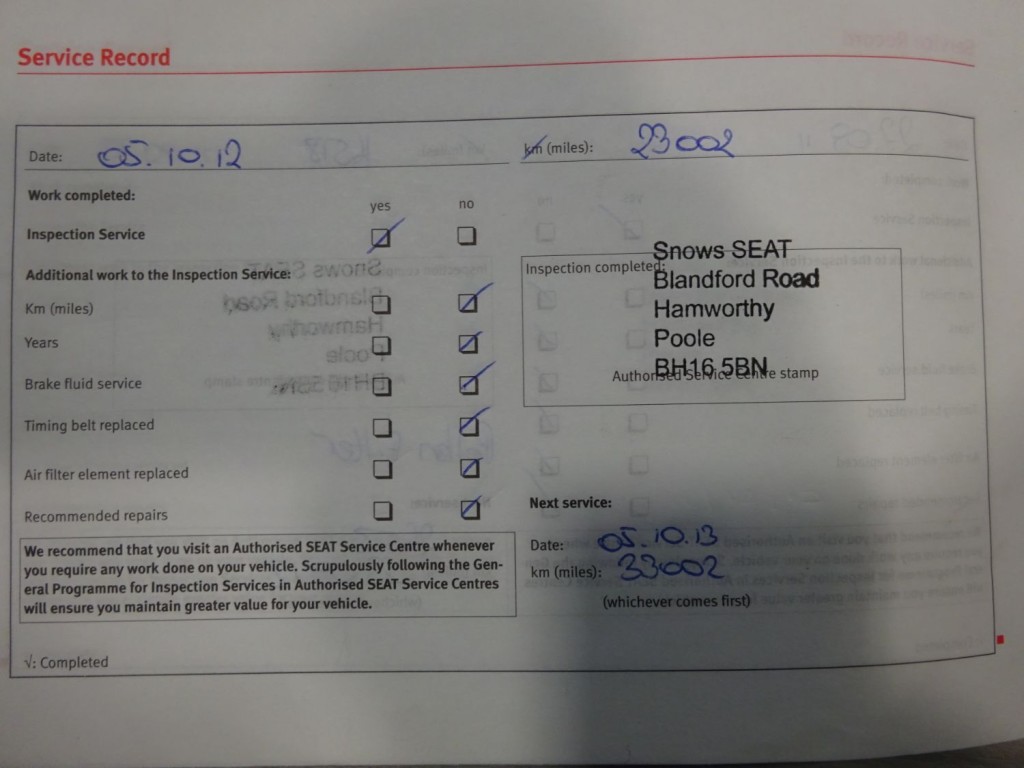 Service Record
Date: 05.10.12
km (miles): 23002
Work completed:
yes no
Inspection Service
Additional work to the Inspection Service:
Km (miles)
Years
Brake fluid service
Timing belt replaced
Air filter element replaced
Recommended repairs
Inspection completed:
Snows SEAT
Blandford Road
Hamworthy
Poole
BH16 5BN
Authorised Service Centre stamp
We recommend that you visit an Authorised SEAT Service Centre whenever
you require any work done on your vehicle. Scrupulously following the Gen-
eral Programme for Inspection Services in Authorised SEAT Service Centres
will ensure you maintain greater value for your vehicle.
Next service:
Date: 05.10.13
km (miles): 33002
(whichever comes first)
√: Completed